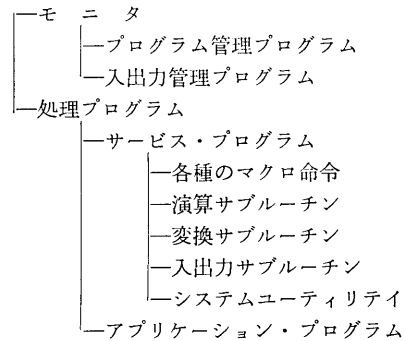 モニタ
プログラム管理プログラム
入出力管理プログラム
処理プログラム
サービス・プログラム
各種のマクロ命令
演算サブルーチン
変換サブルーチン
入出力サブルーチン
システムユーティリテイ
アプリケーション・プログラム